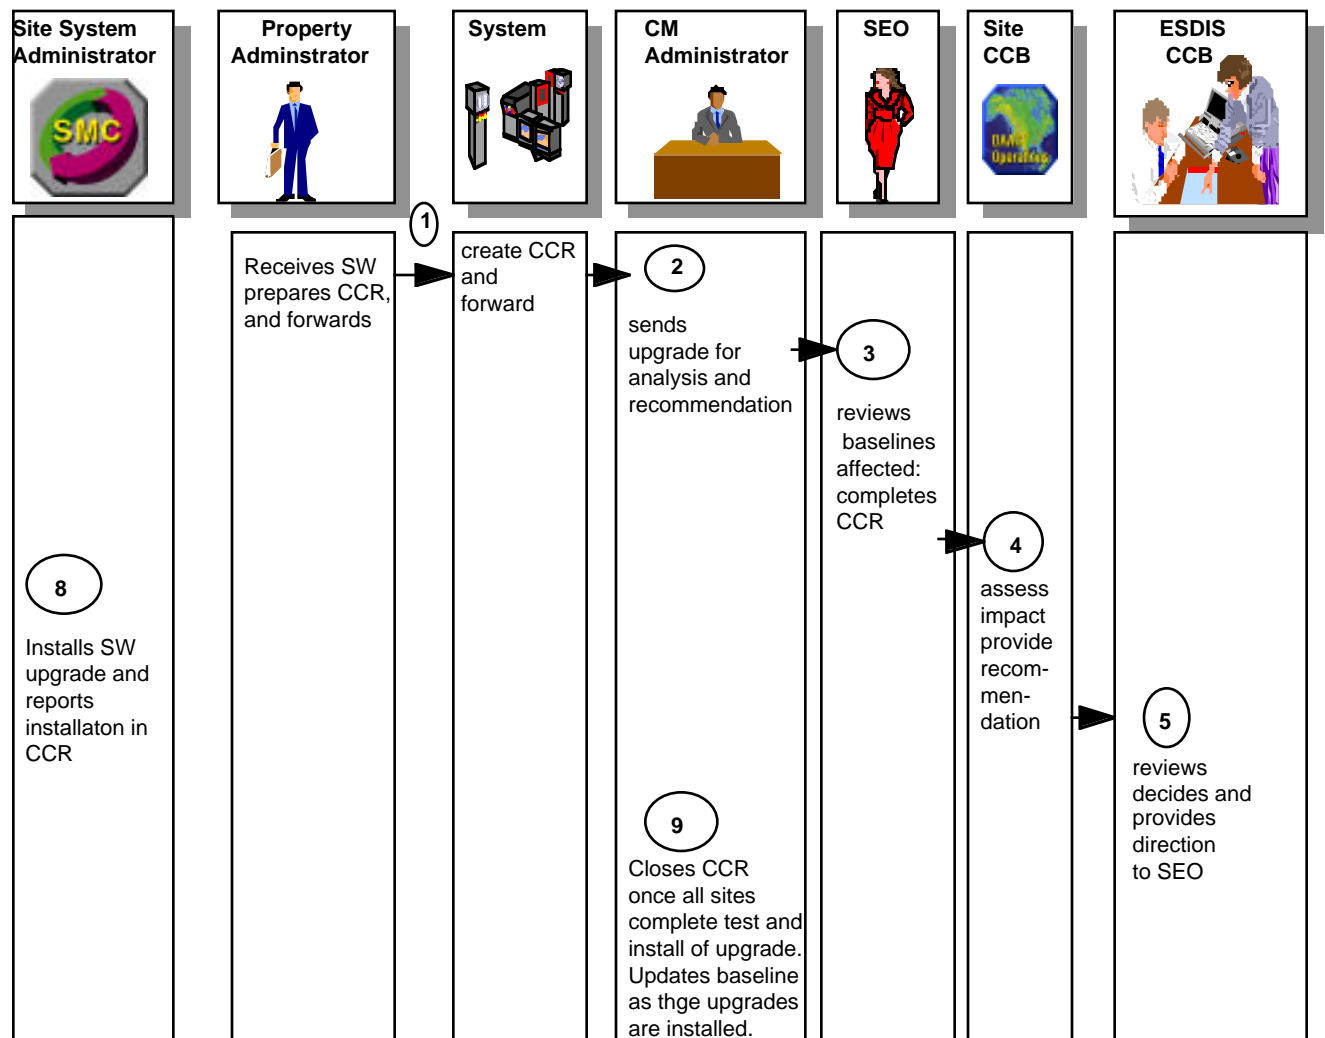 Site System
Administrator
Property
Adminstrator
System
CM
Administrator
SEO
Site
CCB
ESDIS
CCB
SMC
DAAC
Operations
1
Receives SW
prepares CCR,
and forwards
create CCR
and
forward
2
sends
upgrade for
analysis and
recommendation
3
reviews
baselines
affected:
completes
CCR
4
assess
impact
provide
recom-
men-
dation
5
reviews
decides and
provides
direction
to SEO
8
Installs SW
upgrade and
reports
installaton in
CCR
9
Closes CCR
once all sites
complete test and
install of upgrade.
Updates baseline
as thge upgrades
are installed.